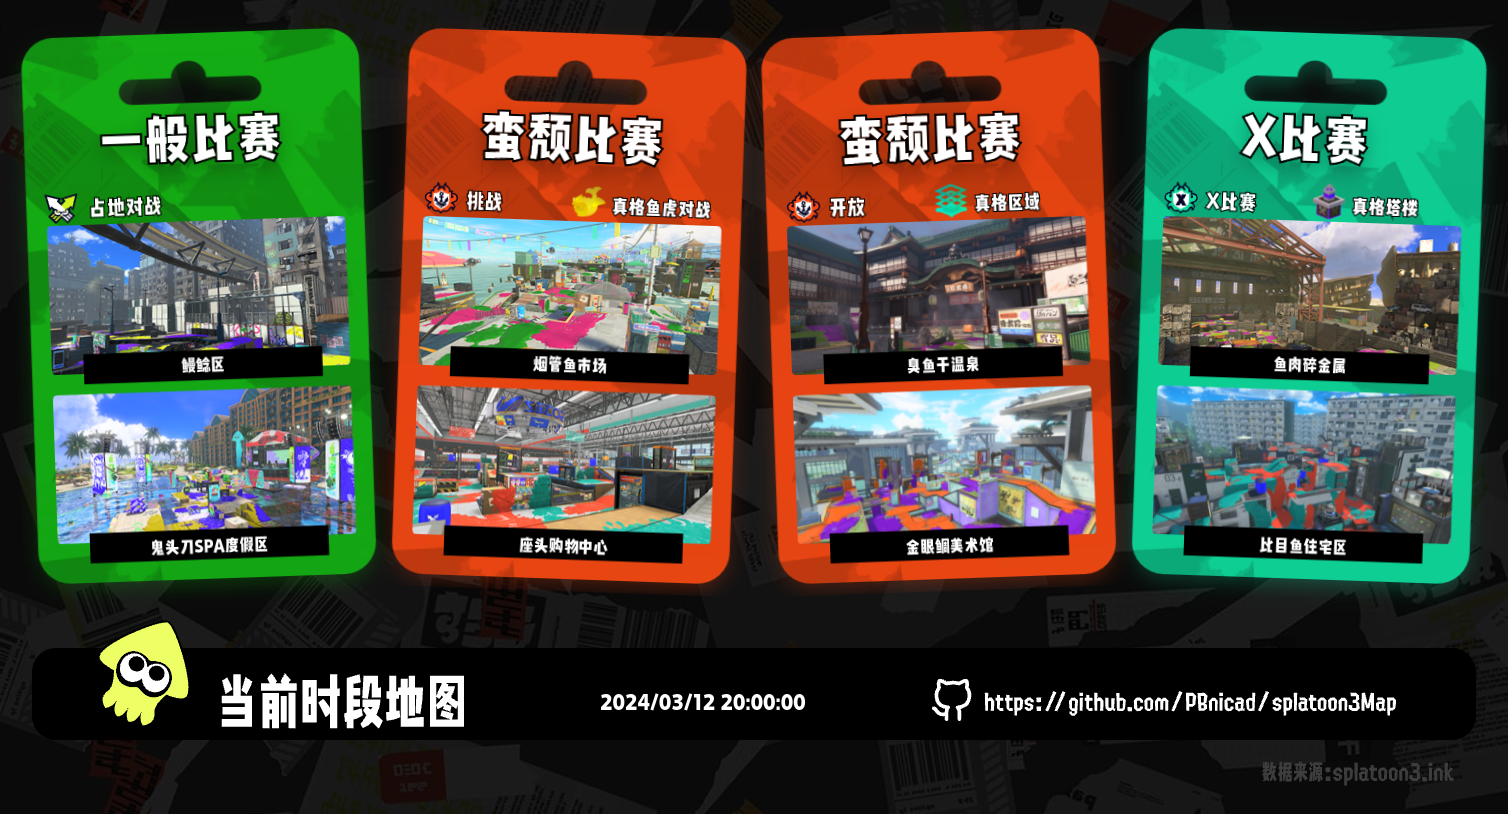 一般比赛
占地对战
鳗鲶区
鬼头刀SPA度假区
蛮颓比赛
挑战
真格鱼虎对战
烟管鱼市场
座头购物中心
蛮颓比赛
开放
真格区域
臭鱼干温泉
金眼鲷美术馆
X比赛
X比赛
真格塔楼
鱼肉碎金属
比目鱼住宅区
当前时段地图
2024/03/12 20:00:00
https://github.com/PBnicad/splatoon3Map
数据来源:splatoon3.ink